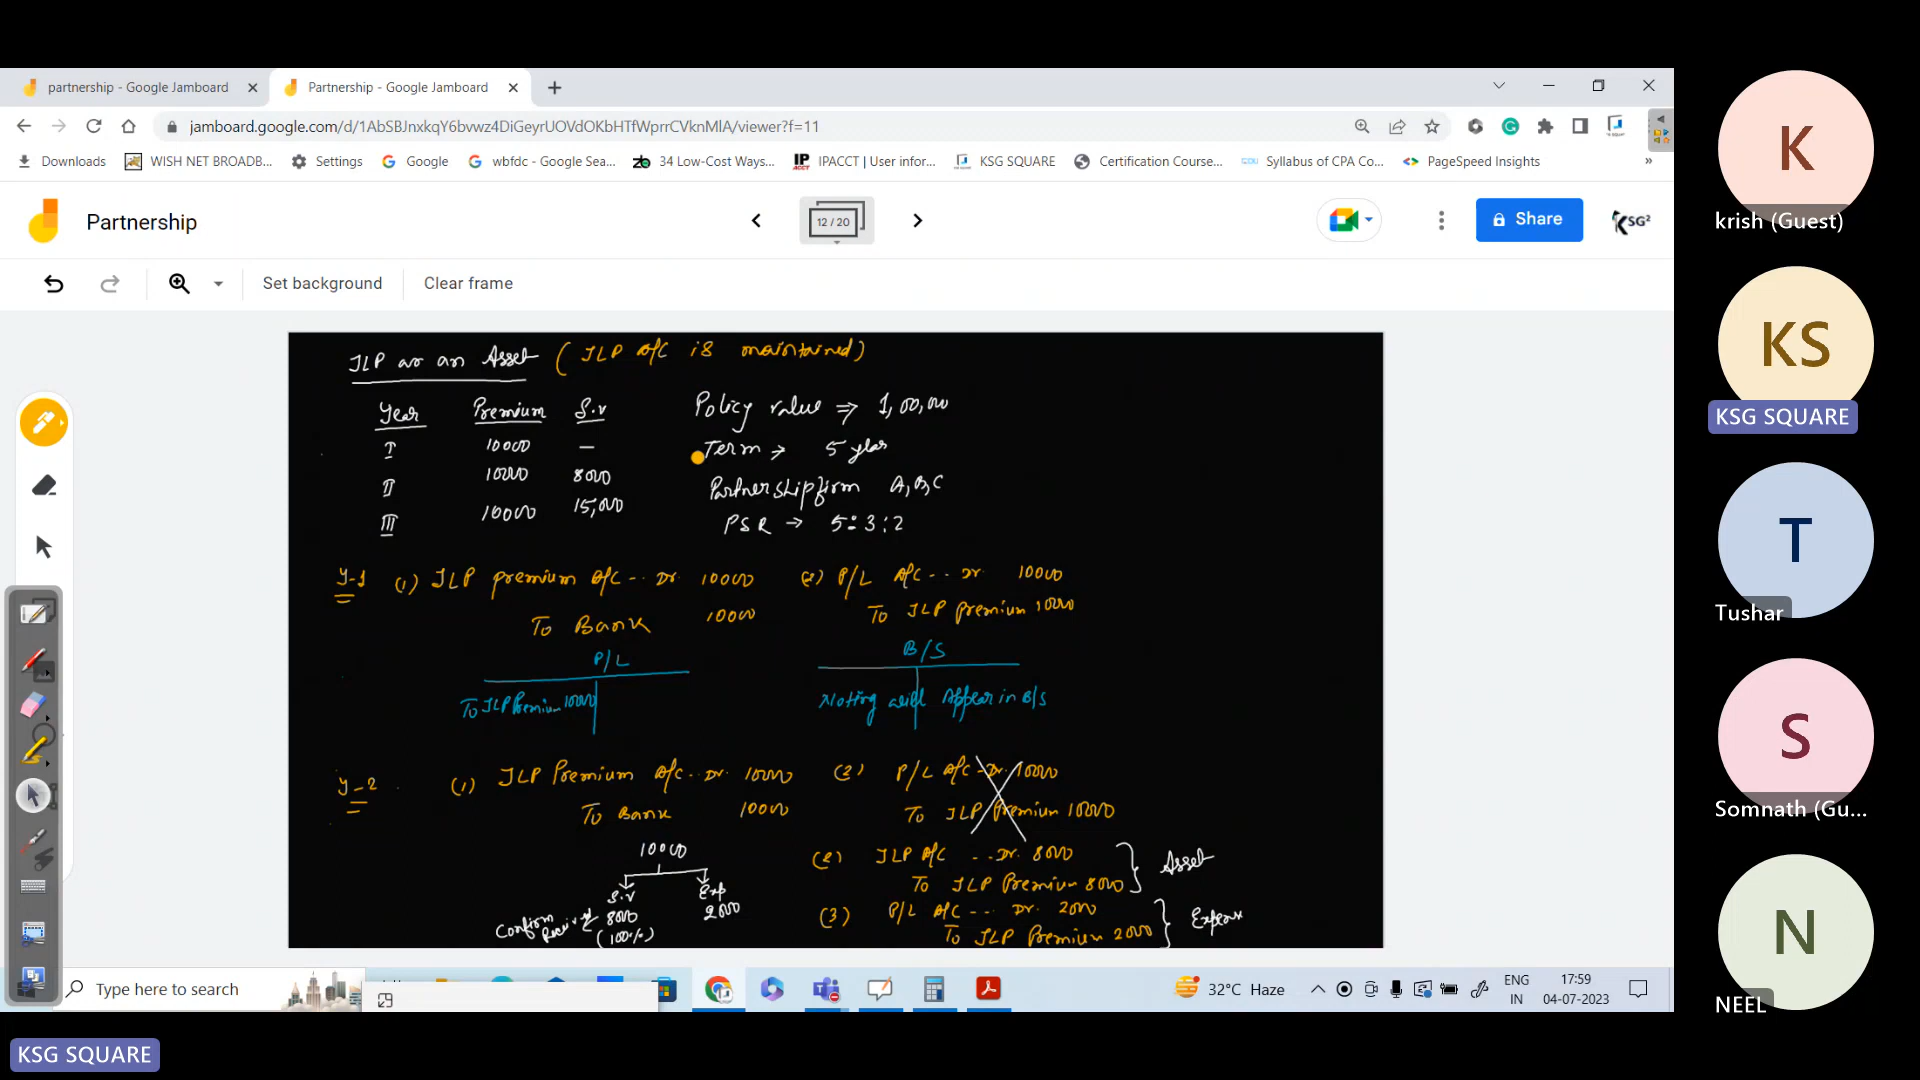 partnership - Google Jamboard
Partnership - Google Jamboard
jamboard.google.com/d/1AbSBJnxkqY6bvwz4DiGeyrUOVdOKbHTfWprrCVknMlA/viewer?f=11
Downloads WISH NET BROADB... Settings Google wbfdc - Google Sea... 34 Low-Cost Ways... IPACCT | User infor... KSG SQUARE Certification Course... Syllabus of CPA Co... PageSpeed Insights »
Partnership
12 / 20
Share
KSG²
Set background Clear frame
JLP as an Asset (JLP A/C is maintained)
Year Premium S.V Policy value ⇒ 1,00,000
I 10000 — Term → 5 year
II 10000 8000 Partnership firm A,B,C
III 10000 15,000 PSR → 5:3:2
Y-1 (1) JLP premium A/C -- Dr. 10000 (2) P/L A/C -- Dr 10000
To Bank 10000 To JLP Premium 10000
P/L B/S
To JLP Premium 10000 Noting will Appear in B/S
Y-2 (1) JLP Premium A/C -- Dr. 10000 (2) P/L A/C - Dr. 10000
To Bank 10000 To JLP Premium 10000
10000 (2) JLP A/C -- Dr. 8000 Asset
To JLP Premium 8000
S.V Exp (3) P/L A/C --- Dr. 2000 Expense
Confirm 8000 2000
(100%) To JLP Premium 2000
Type here to search
32°C Haze
ENG
IN
17:59
04-07-2023
K
krish (Guest)
KS
KSG SQUARE
T
Tushar
S
Somnath (Gu...
N
NEEL
KSG SQUARE